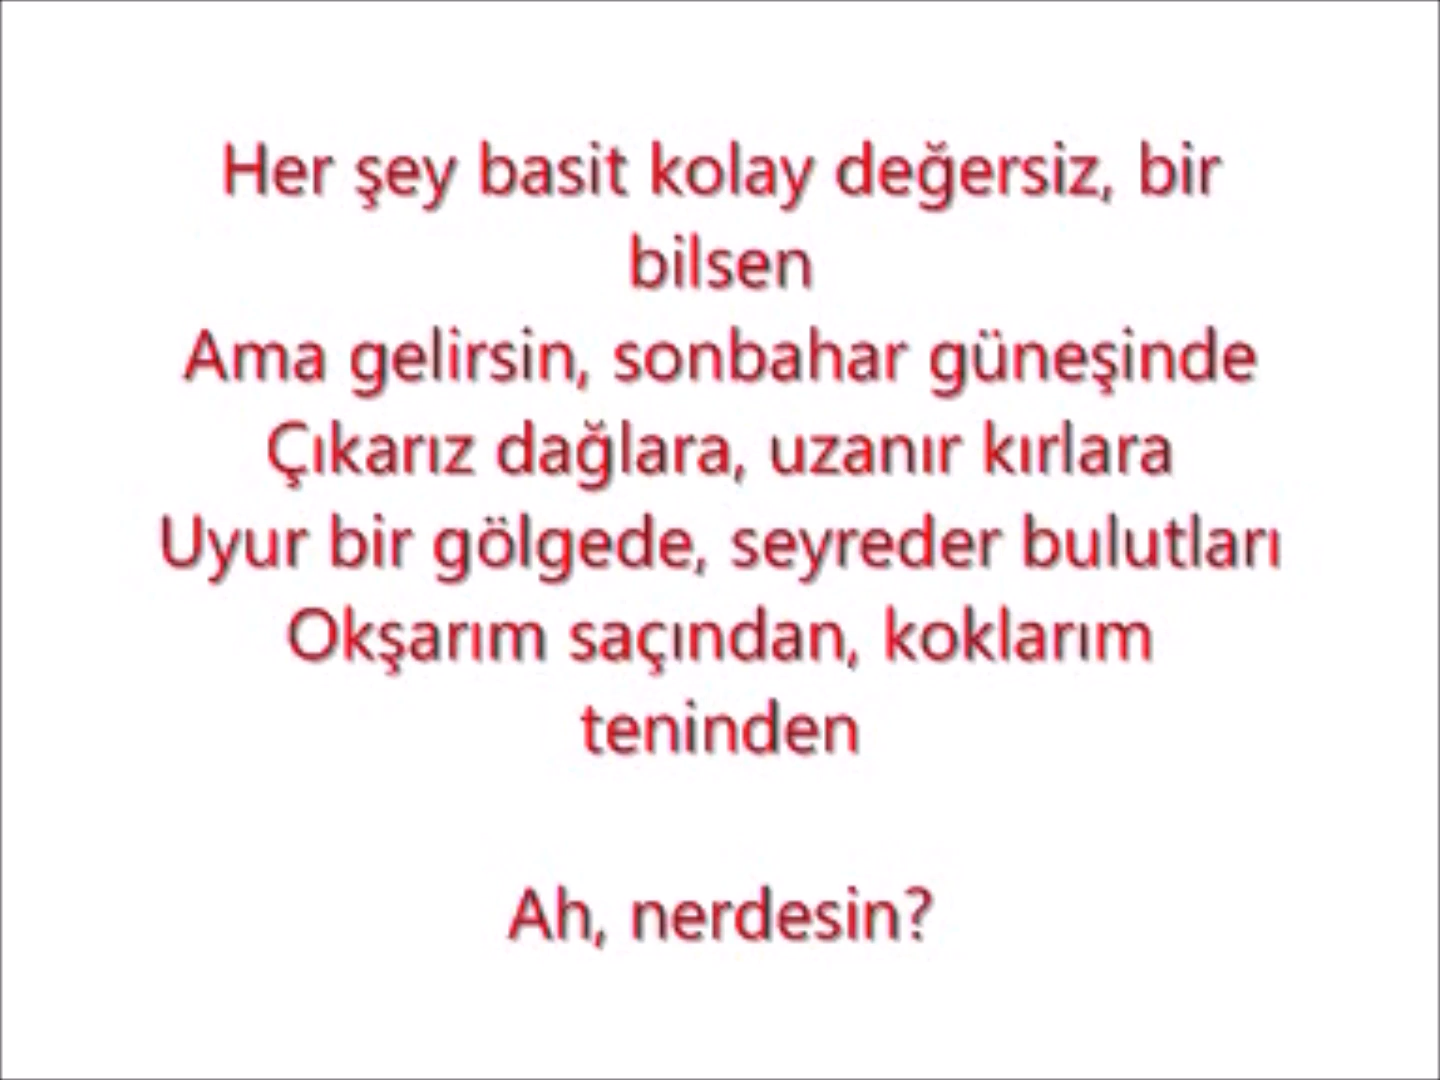 Her şey basit kolay değersiz, bir
bilsen
Ama gelirsin, sonbahar güneşinde
Çıkarız dağlara, uzanır kırlara
Uyur bir gölgede, seyreder bulutları
Okşarım saçından, koklarım
teninden
Ah, nerdesin?